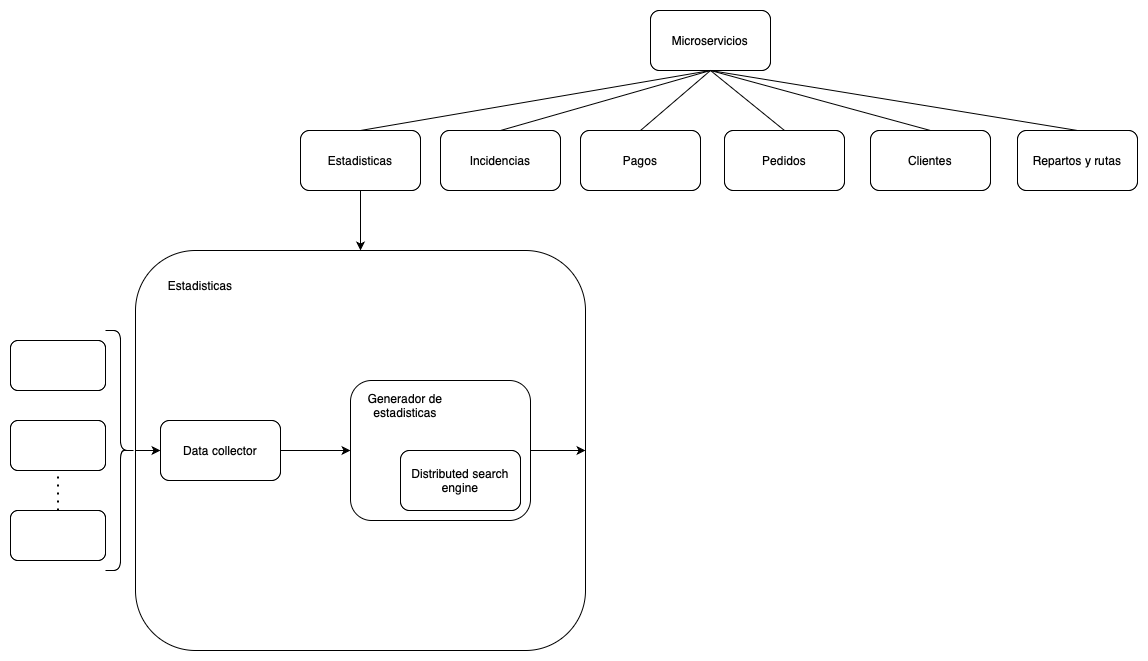 Microservicios
Estadisticas
Incidencias
Pagos
Pedidos
Clientes
Repartos y rutas
Estadisticas
Generador de
estadisticas
Data collector
Distributed search
engine